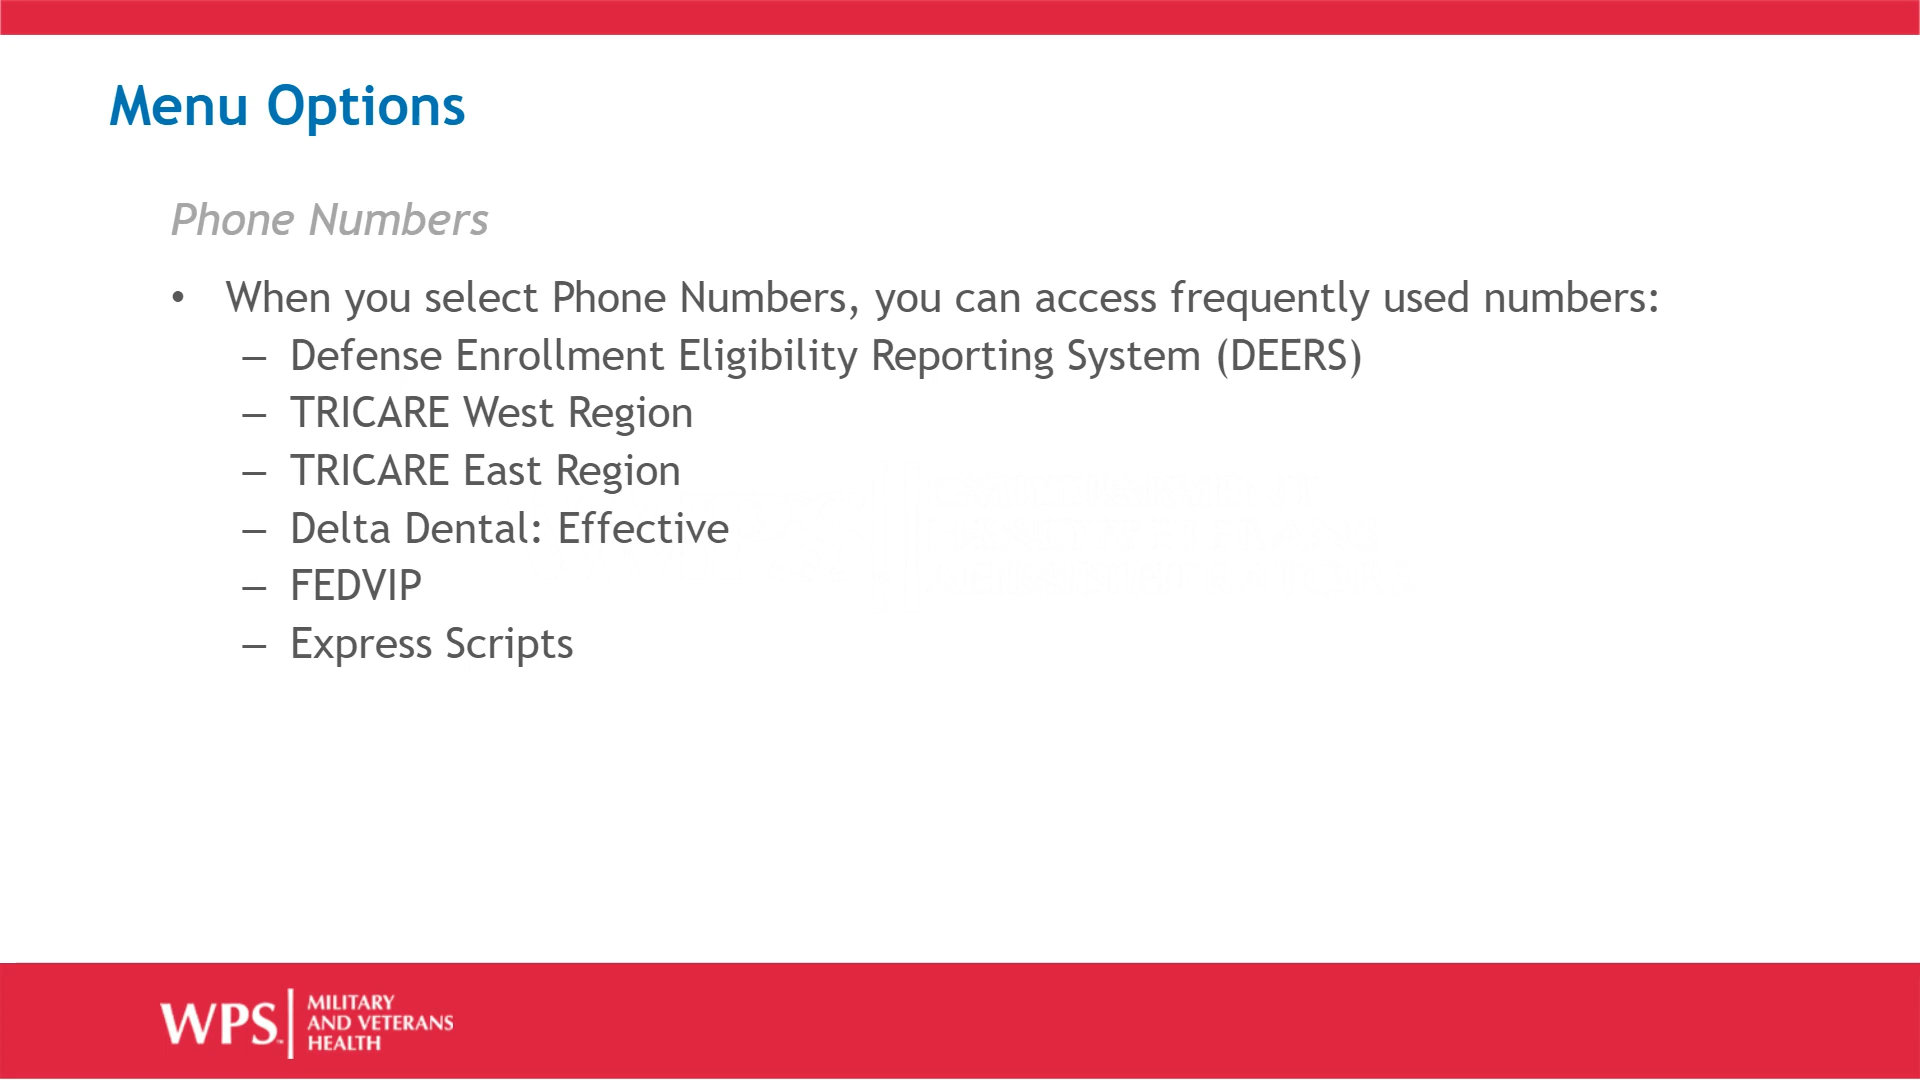 Menu Options
Phone Numbers
• When you select Phone Numbers, you can access frequently used numbers:
– Defense Enrollment Eligibility Reporting System (DEERS)
– TRICARE West Region
– TRICARE East Region
– Delta Dental: Effective
– FEDVIP
– Express Scripts
WPS™
MILITARY
AND VETERANS
HEALTH